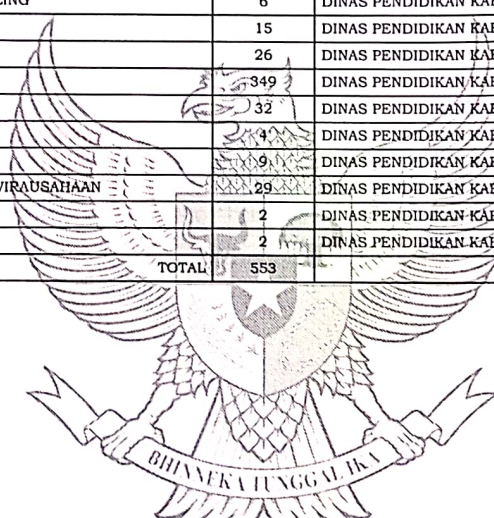 LING 6 DINAS PENDIDIKAN KAB
15 DINAS PENDIDIKAN KAB
26 DINAS PENDIDIKAN KAB
349 DINAS PENDIDIKAN KAB
32 DINAS PENDIDIKAN KAB
4 DINAS PENDIDIKAN KAB
9 DINAS PENDIDIKAN KAB
WIRAUSAHAAN 29 DINAS PENDIDIKAN KAB
2 DINAS PENDIDIKAN KAB
2 DINAS PENDIDIKAN KAB
TOTAL 553
BHINNEKA TUNGGAL IKA